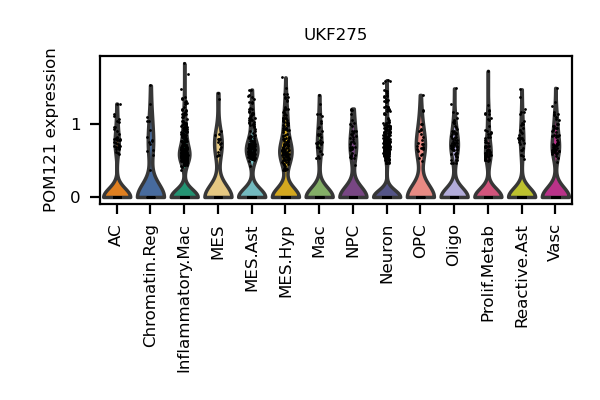 UKF275
POM121 expression
1
0
AC
Chromatin.Reg
Inflammatory.Mac
MES
MES.Ast
MES.Hyp
Mac
NPC
Neuron
OPC
Oligo
Prolif.Metab
Reactive.Ast
Vasc